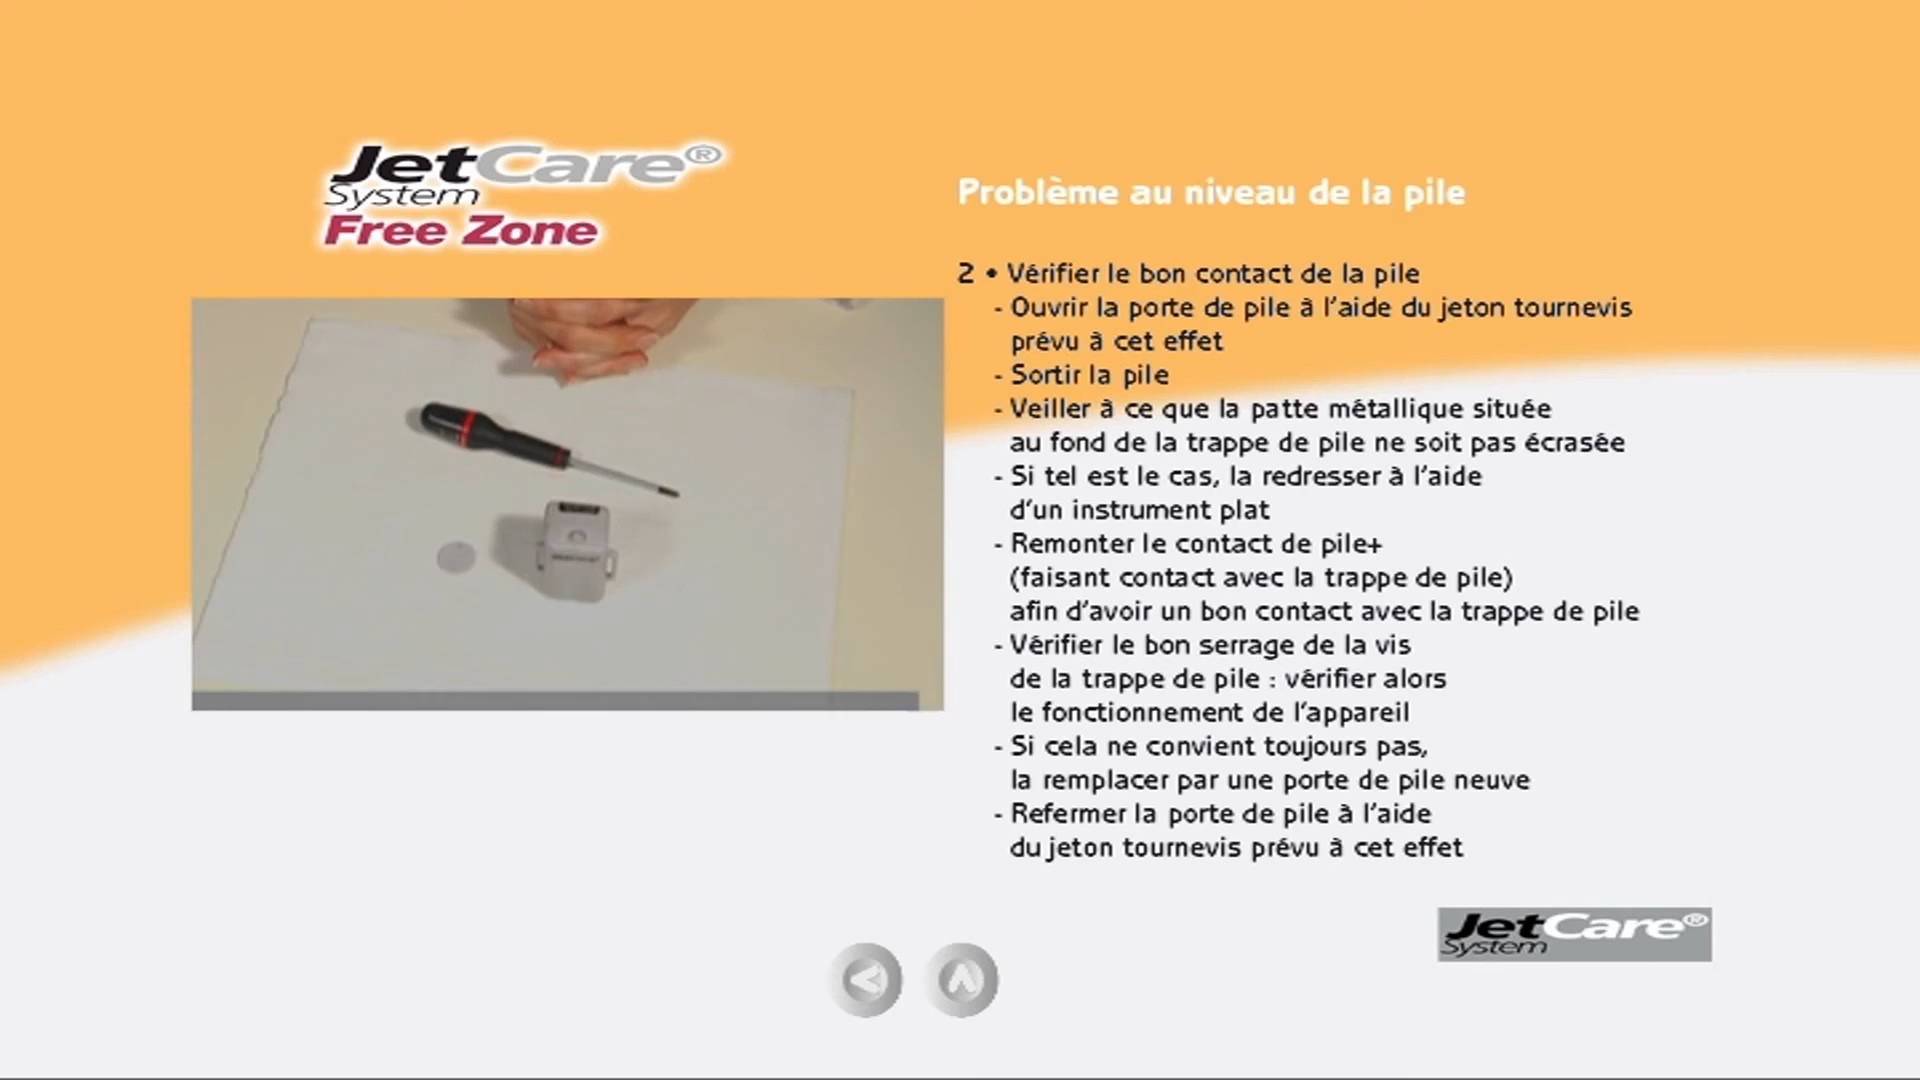 JetCare®
System
Free Zone
Problème au niveau de la pile
2 • Vérifier le bon contact de la pile
- Ouvrir la porte de pile à l'aide du jeton tournevis
prévu à cet effet
- Sortir la pile
- Veiller à ce que la patte métallique située
au fond de la trappe de pile ne soit pas écrasée
- Si tel est le cas, la redresser à l'aide
d'un instrument plat
- Remonter le contact de pile+
(faisant contact avec la trappe de pile)
afin d'avoir un bon contact avec la trappe de pile
- Vérifier le bon serrage de la vis
de la trappe de pile : vérifier alors
le fonctionnement de l'appareil
- Si cela ne convient toujours pas,
la remplacer par une porte de pile neuve
- Refermer la porte de pile à l'aide
du jeton tournevis prévu à cet effet
JetCare®
System